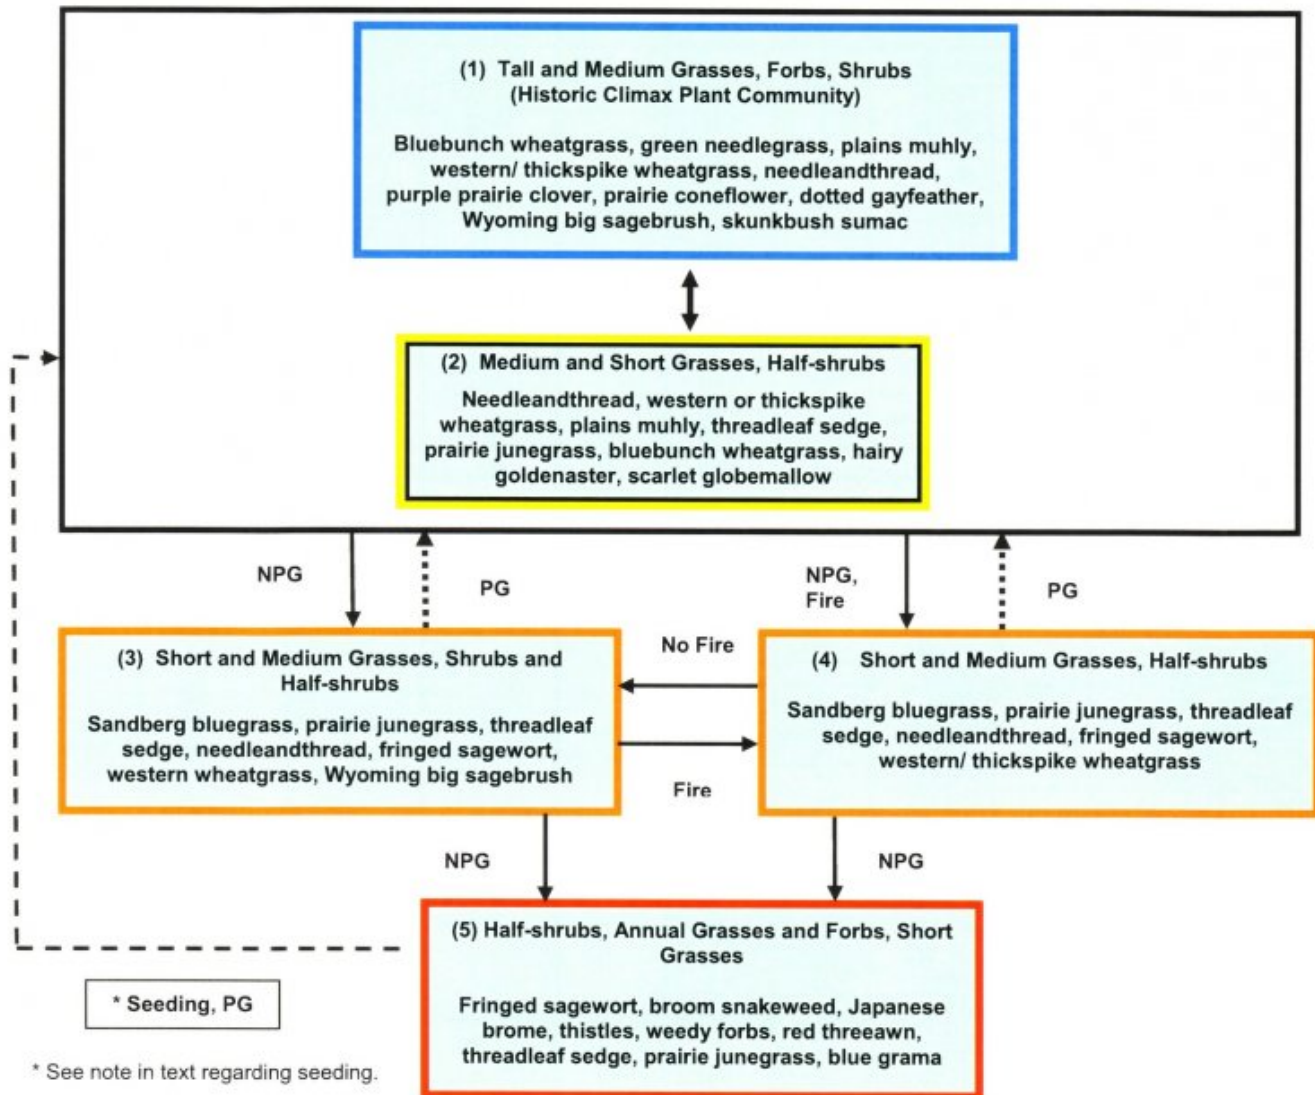 (1) Tall and Medium Grasses, Forbs, Shrubs
(Historic Climax Plant Community)
Bluebunch wheatgrass, green needlegrass, plains muhly,
western/ thickspike wheatgrass, needleandthread,
purple prairie clover, prairie coneflower, dotted gayfeather,
Wyoming big sagebrush, skunkbush sumac
(2) Medium and Short Grasses, Half-shrubs
Needleandthread, western or thickspike
wheatgrass, plains muhly, threadleaf sedge,
prairie junegrass, bluebunch wheatgrass, hairy
goldenaster, scarlet globemallow
NPG
PG
NPG,
Fire
PG
(3) Short and Medium Grasses, Shrubs and
Half-shrubs
Sandberg bluegrass, prairie junegrass, threadleaf
sedge, needleandthread, fringed sagewort,
western wheatgrass, Wyoming big sagebrush
No Fire
Fire
(4) Short and Medium Grasses, Half-shrubs
Sandberg bluegrass, prairie junegrass, threadleaf
sedge, needleandthread, fringed sagewort,
western/ thickspike wheatgrass
NPG
NPG
(5) Half-shrubs, Annual Grasses and Forbs, Short
Grasses
Fringed sagewort, broom snakeweed, Japanese
brome, thistles, weedy forbs, red threeawn,
threadleaf sedge, prairie junegrass, blue grama
* Seeding, PG
* See note in text regarding seeding.